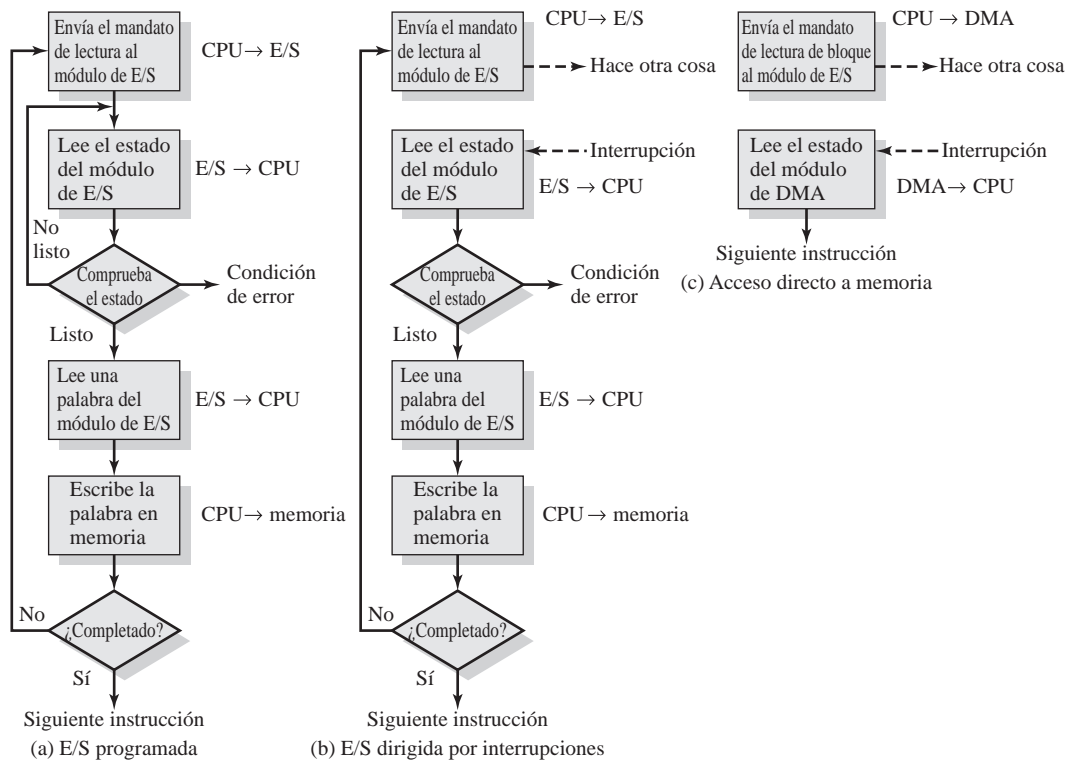 Envía el mandato
de lectura al
módulo de E/S
CPU→ E/S
Lee el estado
del módulo
de E/S
E/S → CPU
No
listo
Comprueba
el estado
Condición
de error
Listo
Lee una
palabra del
módulo de E/S
E/S → CPU
Escribe la
palabra en
memoria
CPU→ memoria
No
¿Completado?
Sí
Siguiente instrucción
(a) E/S programada
Envía el mandato
de lectura al
módulo de E/S
CPU→ E/S
Hace otra cosa
Lee el estado
del módulo
de E/S
Interrupción
E/S → CPU
Comprueba
el estado
Condición
de error
Listo
Lee una
palabra del
módulo de E/S
E/S → CPU
Escribe la
palabra en
memoria
CPU→ memoria
No
¿Completado?
Sí
Siguiente instrucción
(b) E/S dirigida por interrupciones
Envía el mandato
de lectura de bloque
al módulo de E/S
CPU → DMA
Hace otra cosa
Lee el estado
del módulo
de DMA
Interrupción
DMA→ CPU
Siguiente instrucción
(c) Acceso directo a memoria